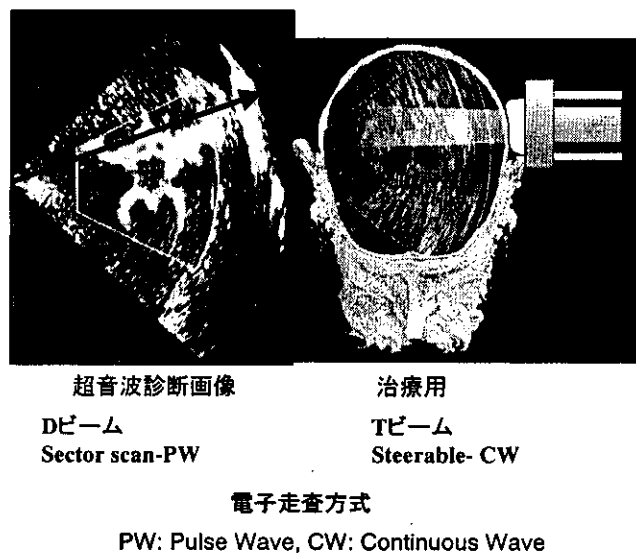 超音波診断画像
Dビーム
Sector scan-PW
治療用
Tビーム
Steerable- CW
電子走査方式
PW: Pulse Wave, CW: Continuous Wave